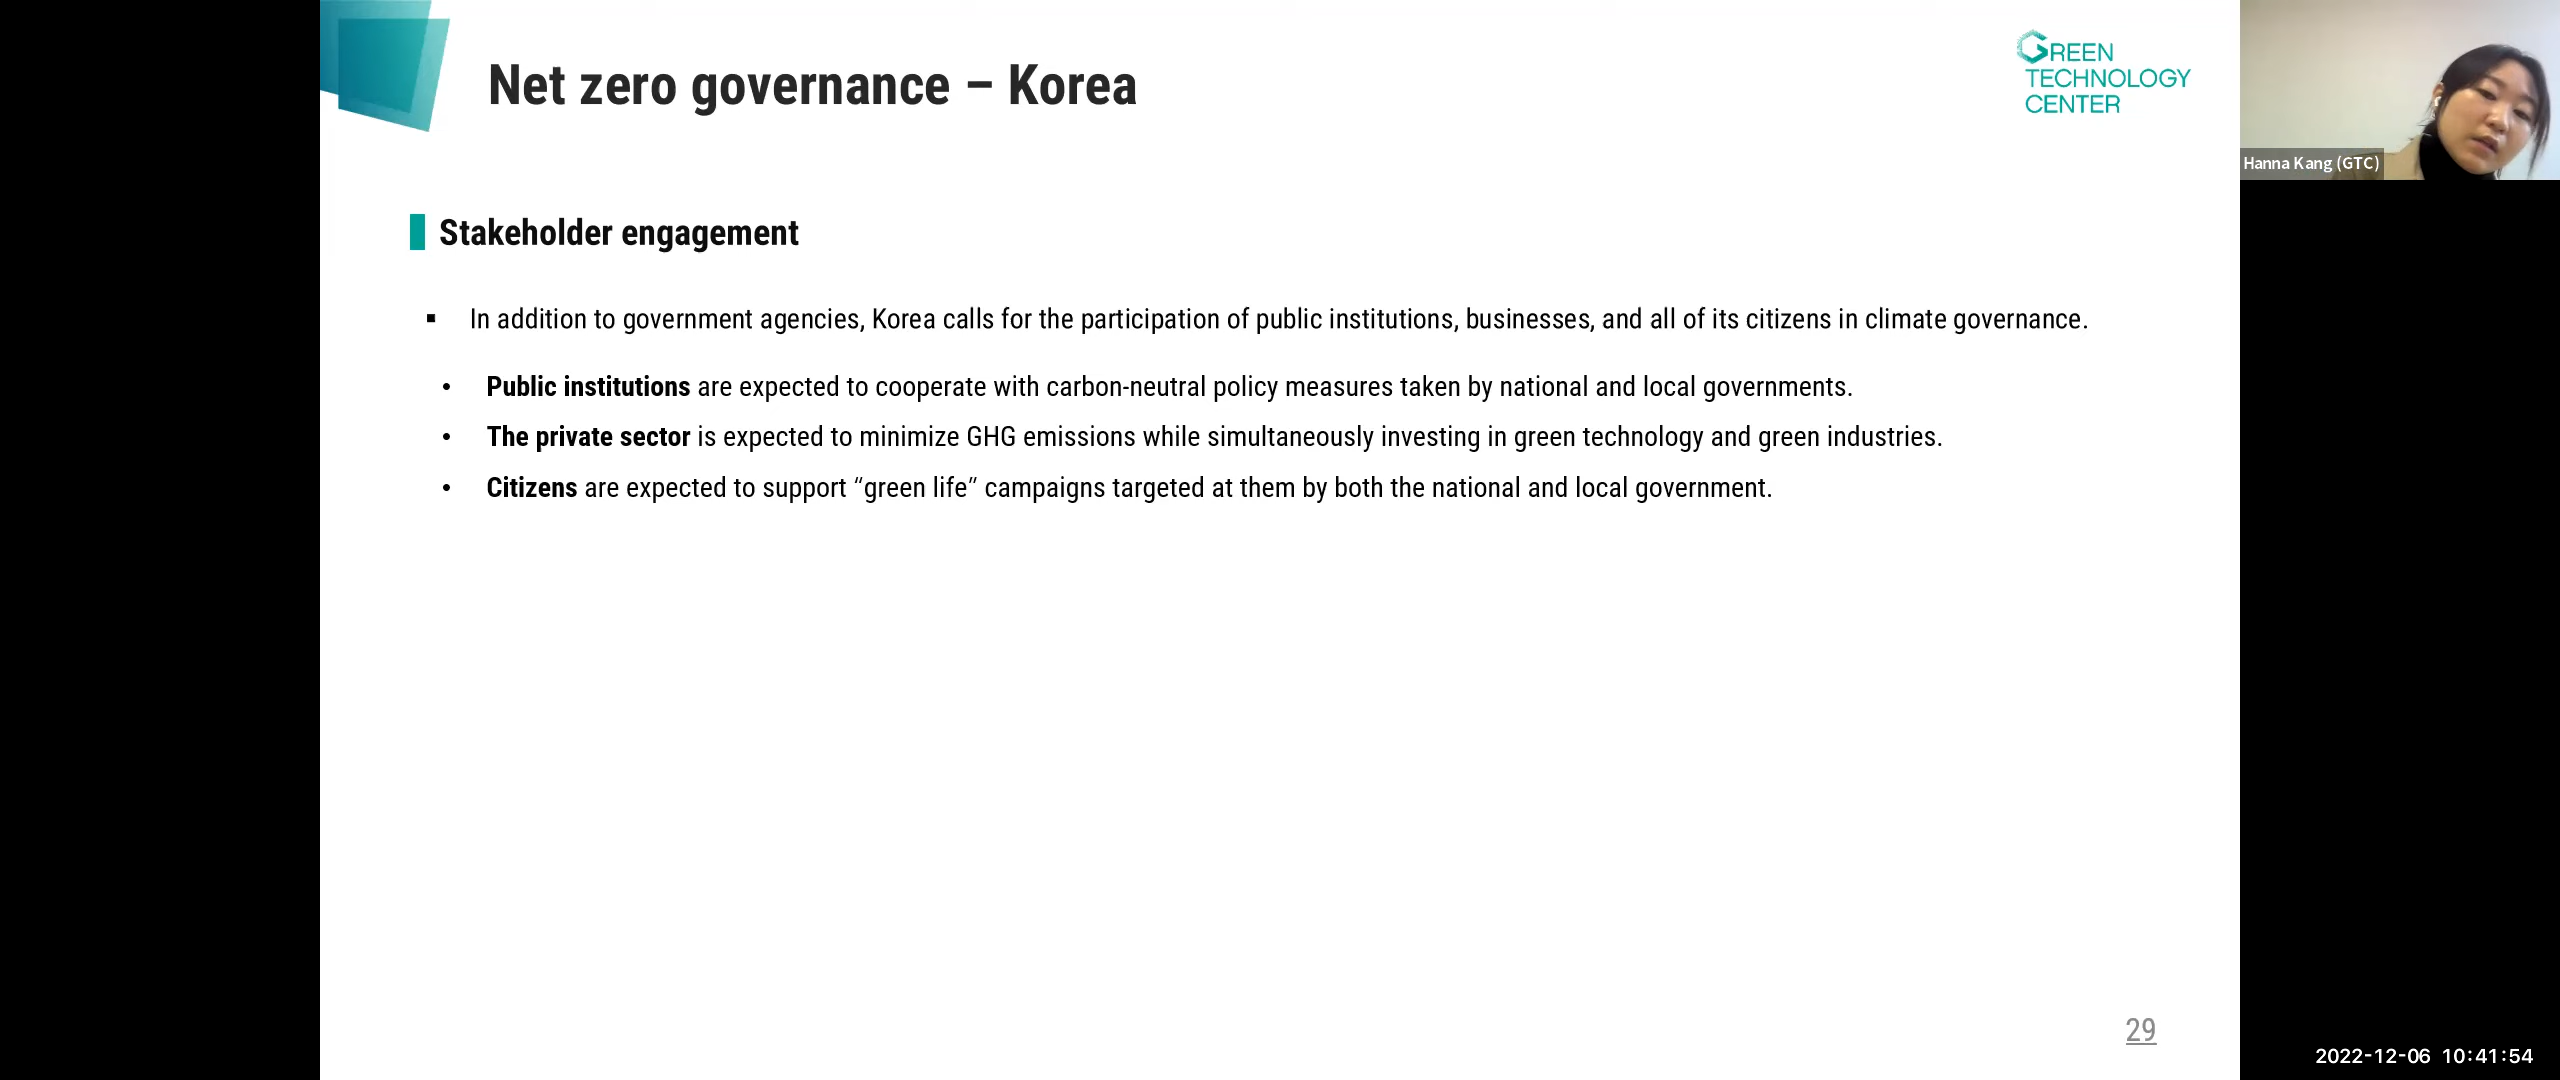 Net zero governance – Korea
GREEN
TECHNOLOGY
CENTER
Hanna Kang (GTC)
Stakeholder engagement
▪ In addition to government agencies, Korea calls for the participation of public institutions, businesses, and all of its citizens in climate governance.
• Public institutions are expected to cooperate with carbon-neutral policy measures taken by national and local governments.
• The private sector is expected to minimize GHG emissions while simultaneously investing in green technology and green industries.
• Citizens are expected to support “green life” campaigns targeted at them by both the national and local government.
29
2022-12-06 10:41:54